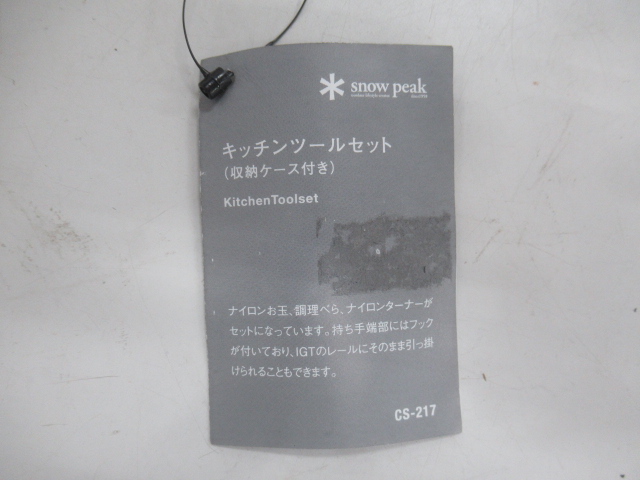 snow peak
キッチンツールセット
(収納ケース付き)
KitchenToolset
ナイロンお玉、調理べら、ナイロンターナーが
セットになっています。持ち手端部にはフック
が付いており、IGTのレールにそのまま引っ掛
けられることもできます。
CS-217